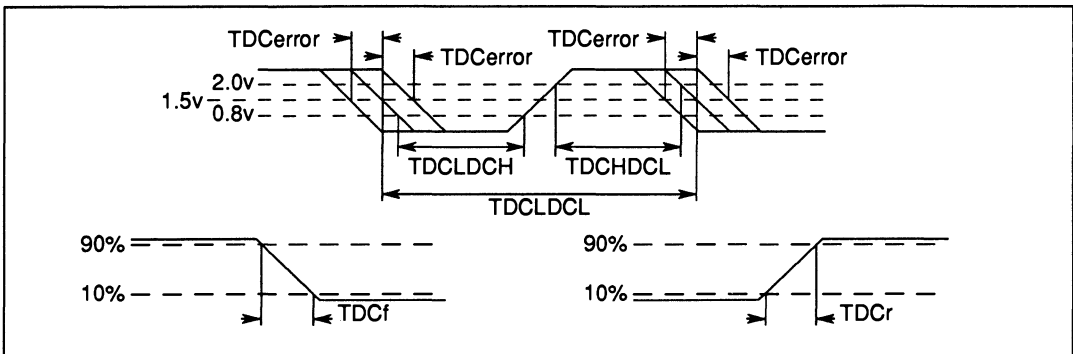 TDCerror TDCerror
TDCerror TDCerror
2.0v
1.5v
0.8v
TDCLDCH TDCHDCL
TDCLDCL
90% 90%
10% 10%
TDCf TDCr